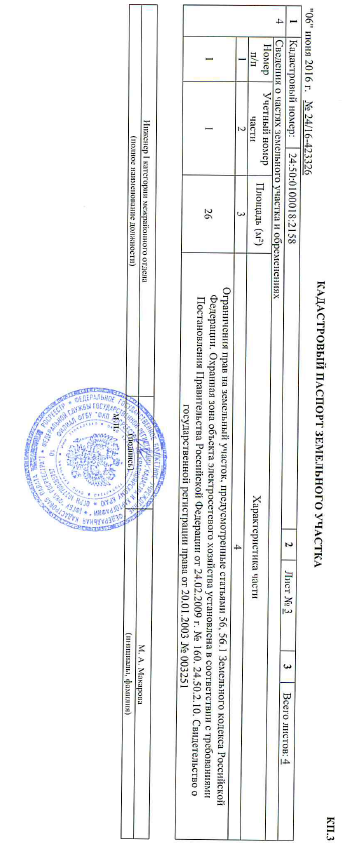 КП.3
КАДАСТРОВЫЙ ПАСПОРТ ЗЕМЕЛЬНОГО УЧАСТКА
"06" июня 2016 г. № 24/16-423326
1 Кадастровый номер: 24:50:0100018:2158 2 Лист № 3 3 Всего листов: 4
4 Сведения о частях земельного участка и обременениях
Номер п/п Учетный номер части Площадь (м²) Характеристика части
1 2 3 4
1 1 26 Ограничения прав на земельный участок, предусмотренные статьями 56, 56.1 Земельного кодекса Российской
Федерации. Охранная зона объекта электросетевого хозяйства установлена в соответствии с требованиями
Постановления Правительства Российской Федерации от 24.02.2009 г. № 160, 24.50.2.10. Свидетельство о
государственной регистрации права от 20.01.2003 № 003251
Инженер I категории межрайонного отдела М. А. Макарова
(полное наименование должности) (подпись) (инициалы, фамилия)
М.П.